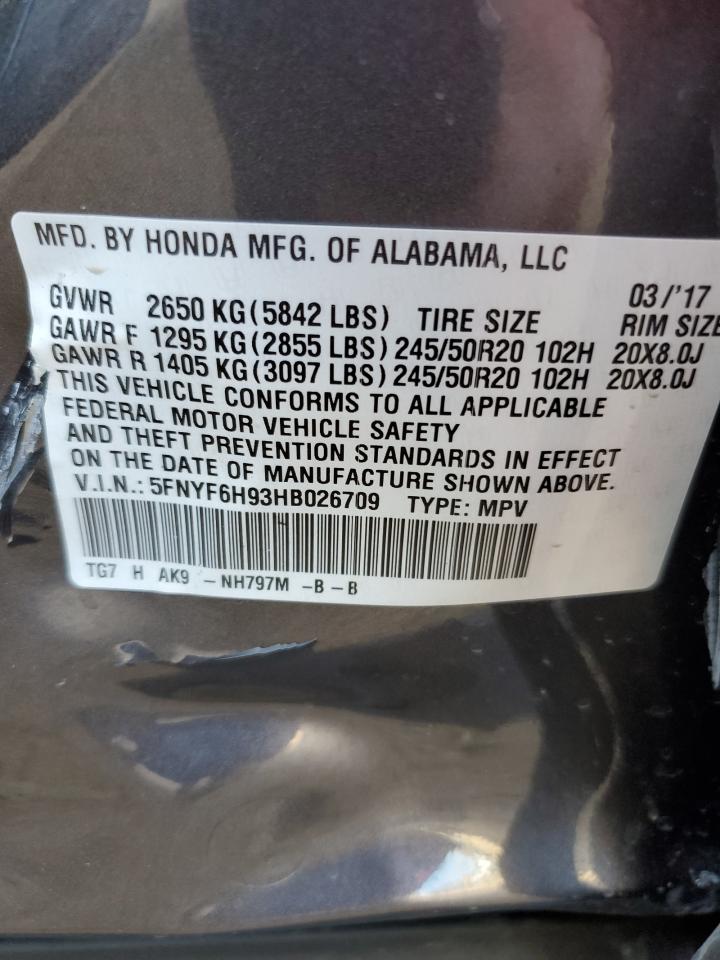 MFD. BY HONDA MFG. OF ALABAMA, LLC
03/'17
GVWR 2650 KG(5842 LBS) TIRE SIZE RIM SIZE
GAWR F 1295 KG(2855 LBS) 245/50R20 102H 20X8.0J
GAWR R 1405 KG(3097 LBS) 245/50R20 102H 20X8.0J
THIS VEHICLE CONFORMS TO ALL APPLICABLE
FEDERAL MOTOR VEHICLE SAFETY
AND THEFT PREVENTION STANDARDS IN EFFECT
ON THE DATE OF MANUFACTURE SHOWN ABOVE.
V.I.N.: 5FNYF6H93HB026709 TYPE: MPV
TG7 H AK9 -NH797M -B-B